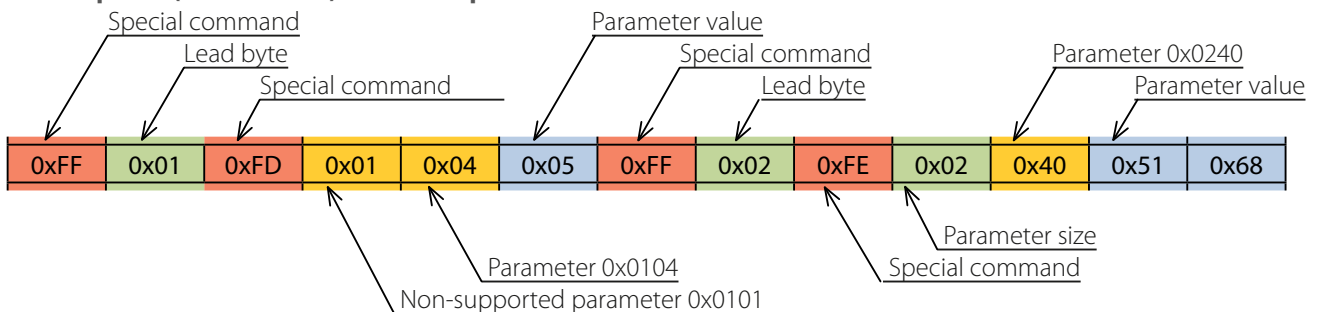 Special command
Parameter value
Lead byte
Special command
Parameter 0x0240
Special command
Lead byte
Parameter value
0xFF 0x01 0xFD 0x01 0x04 0x05 0xFF 0x02 0xFE 0x02 0x40 0x51 0x68
Parameter size
Parameter 0x0104
Special command
Non-supported parameter 0x0101